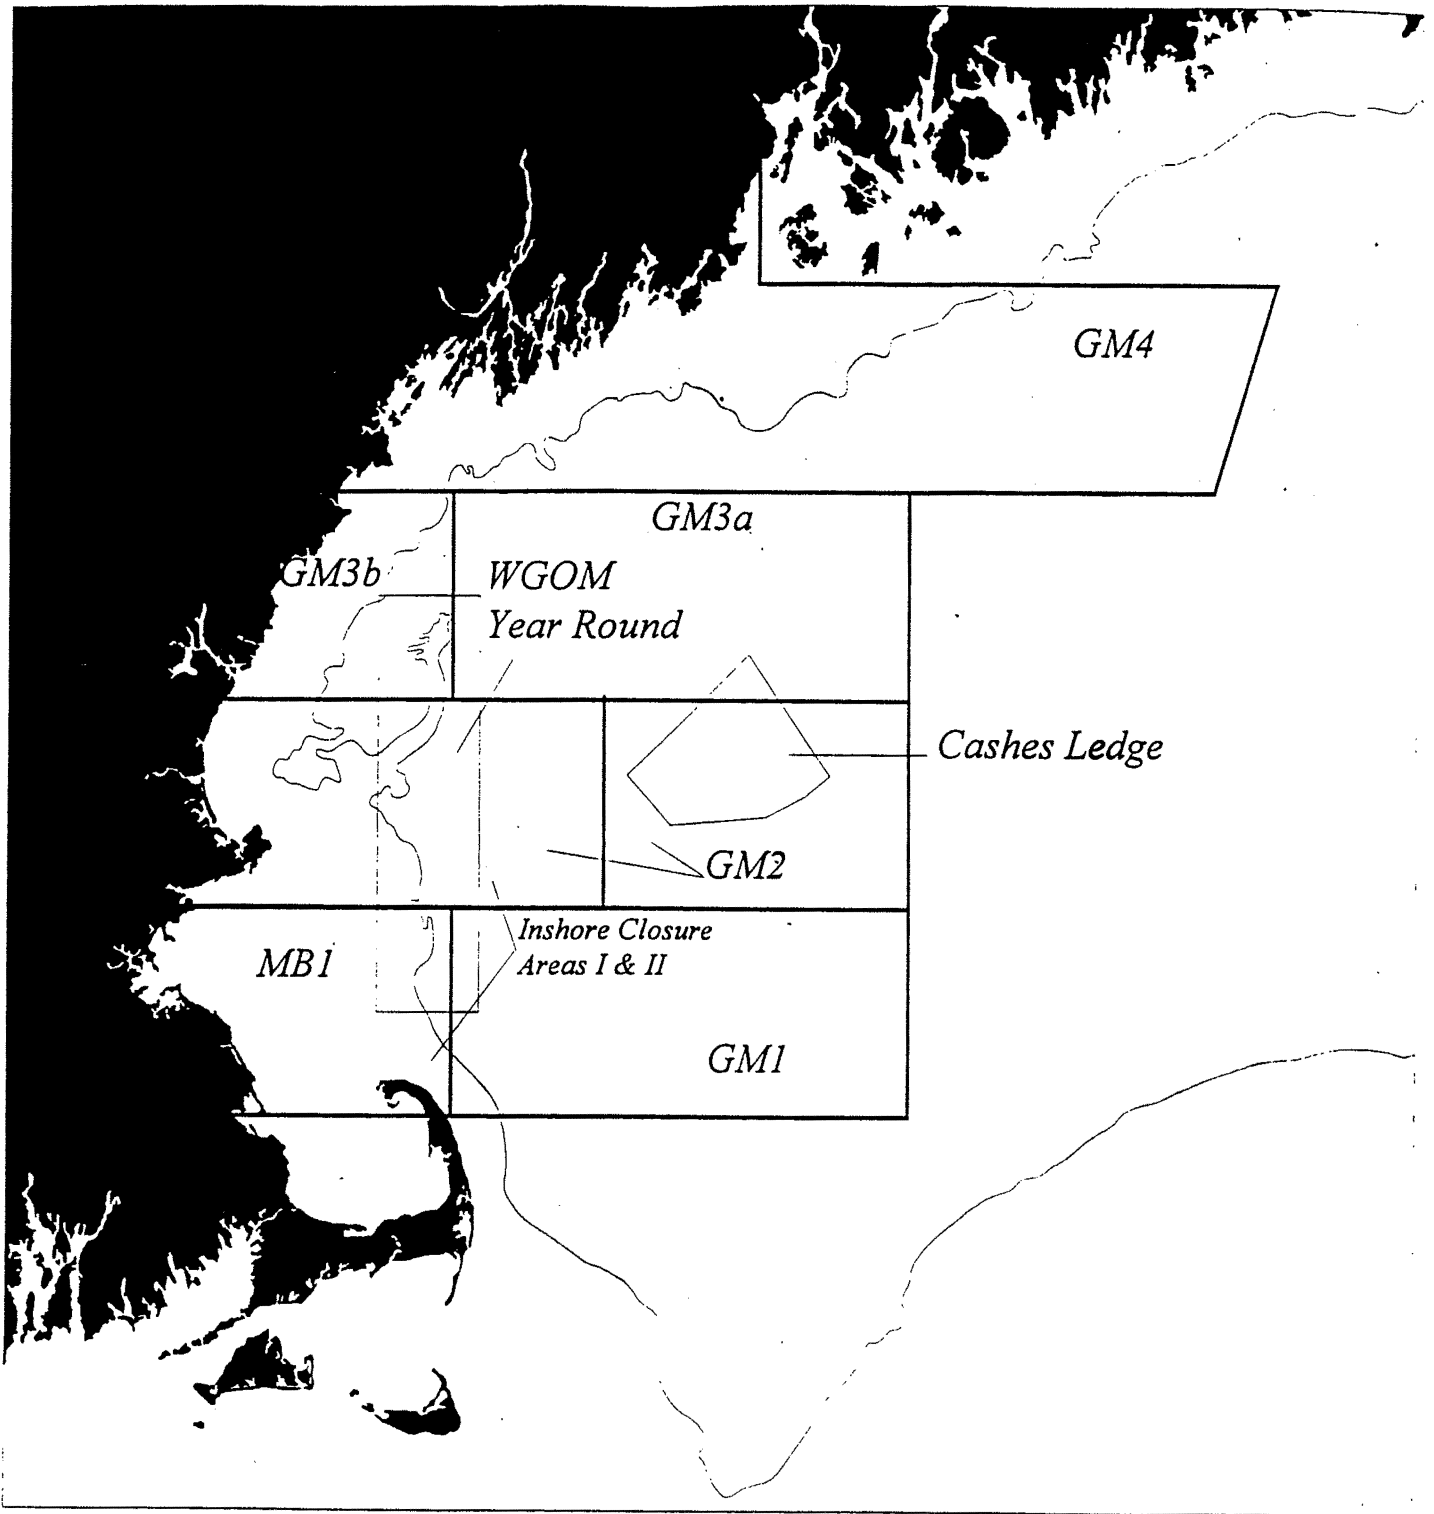 GM4
GM3a
GM3b
WGOM
Year Round
Cashes Ledge
GM2
Inshore Closure
Areas I & II
MB1
GM1